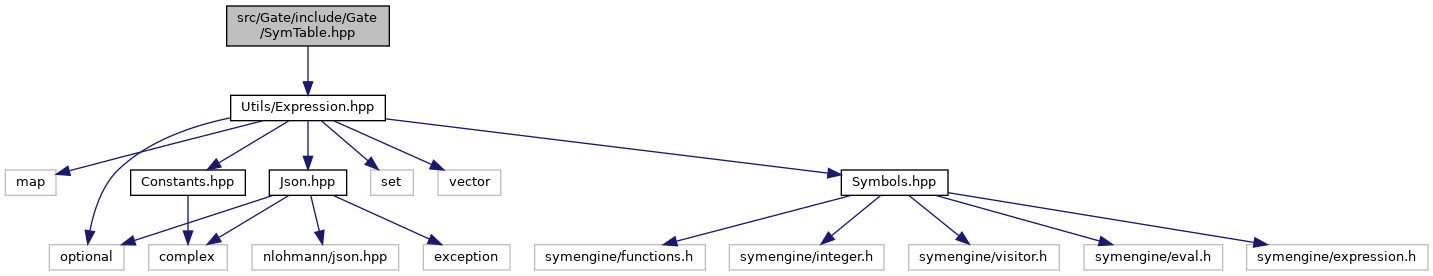 src/Gate/include/Gate
/SymTable.hpp
Utils/Expression.hpp
map
Constants.hpp
Json.hpp
set
vector
Symbols.hpp
optional
complex
nlohmann/json.hpp
exception
symengine/functions.h
symengine/integer.h
symengine/visitor.h
symengine/eval.h
symengine/expression.h